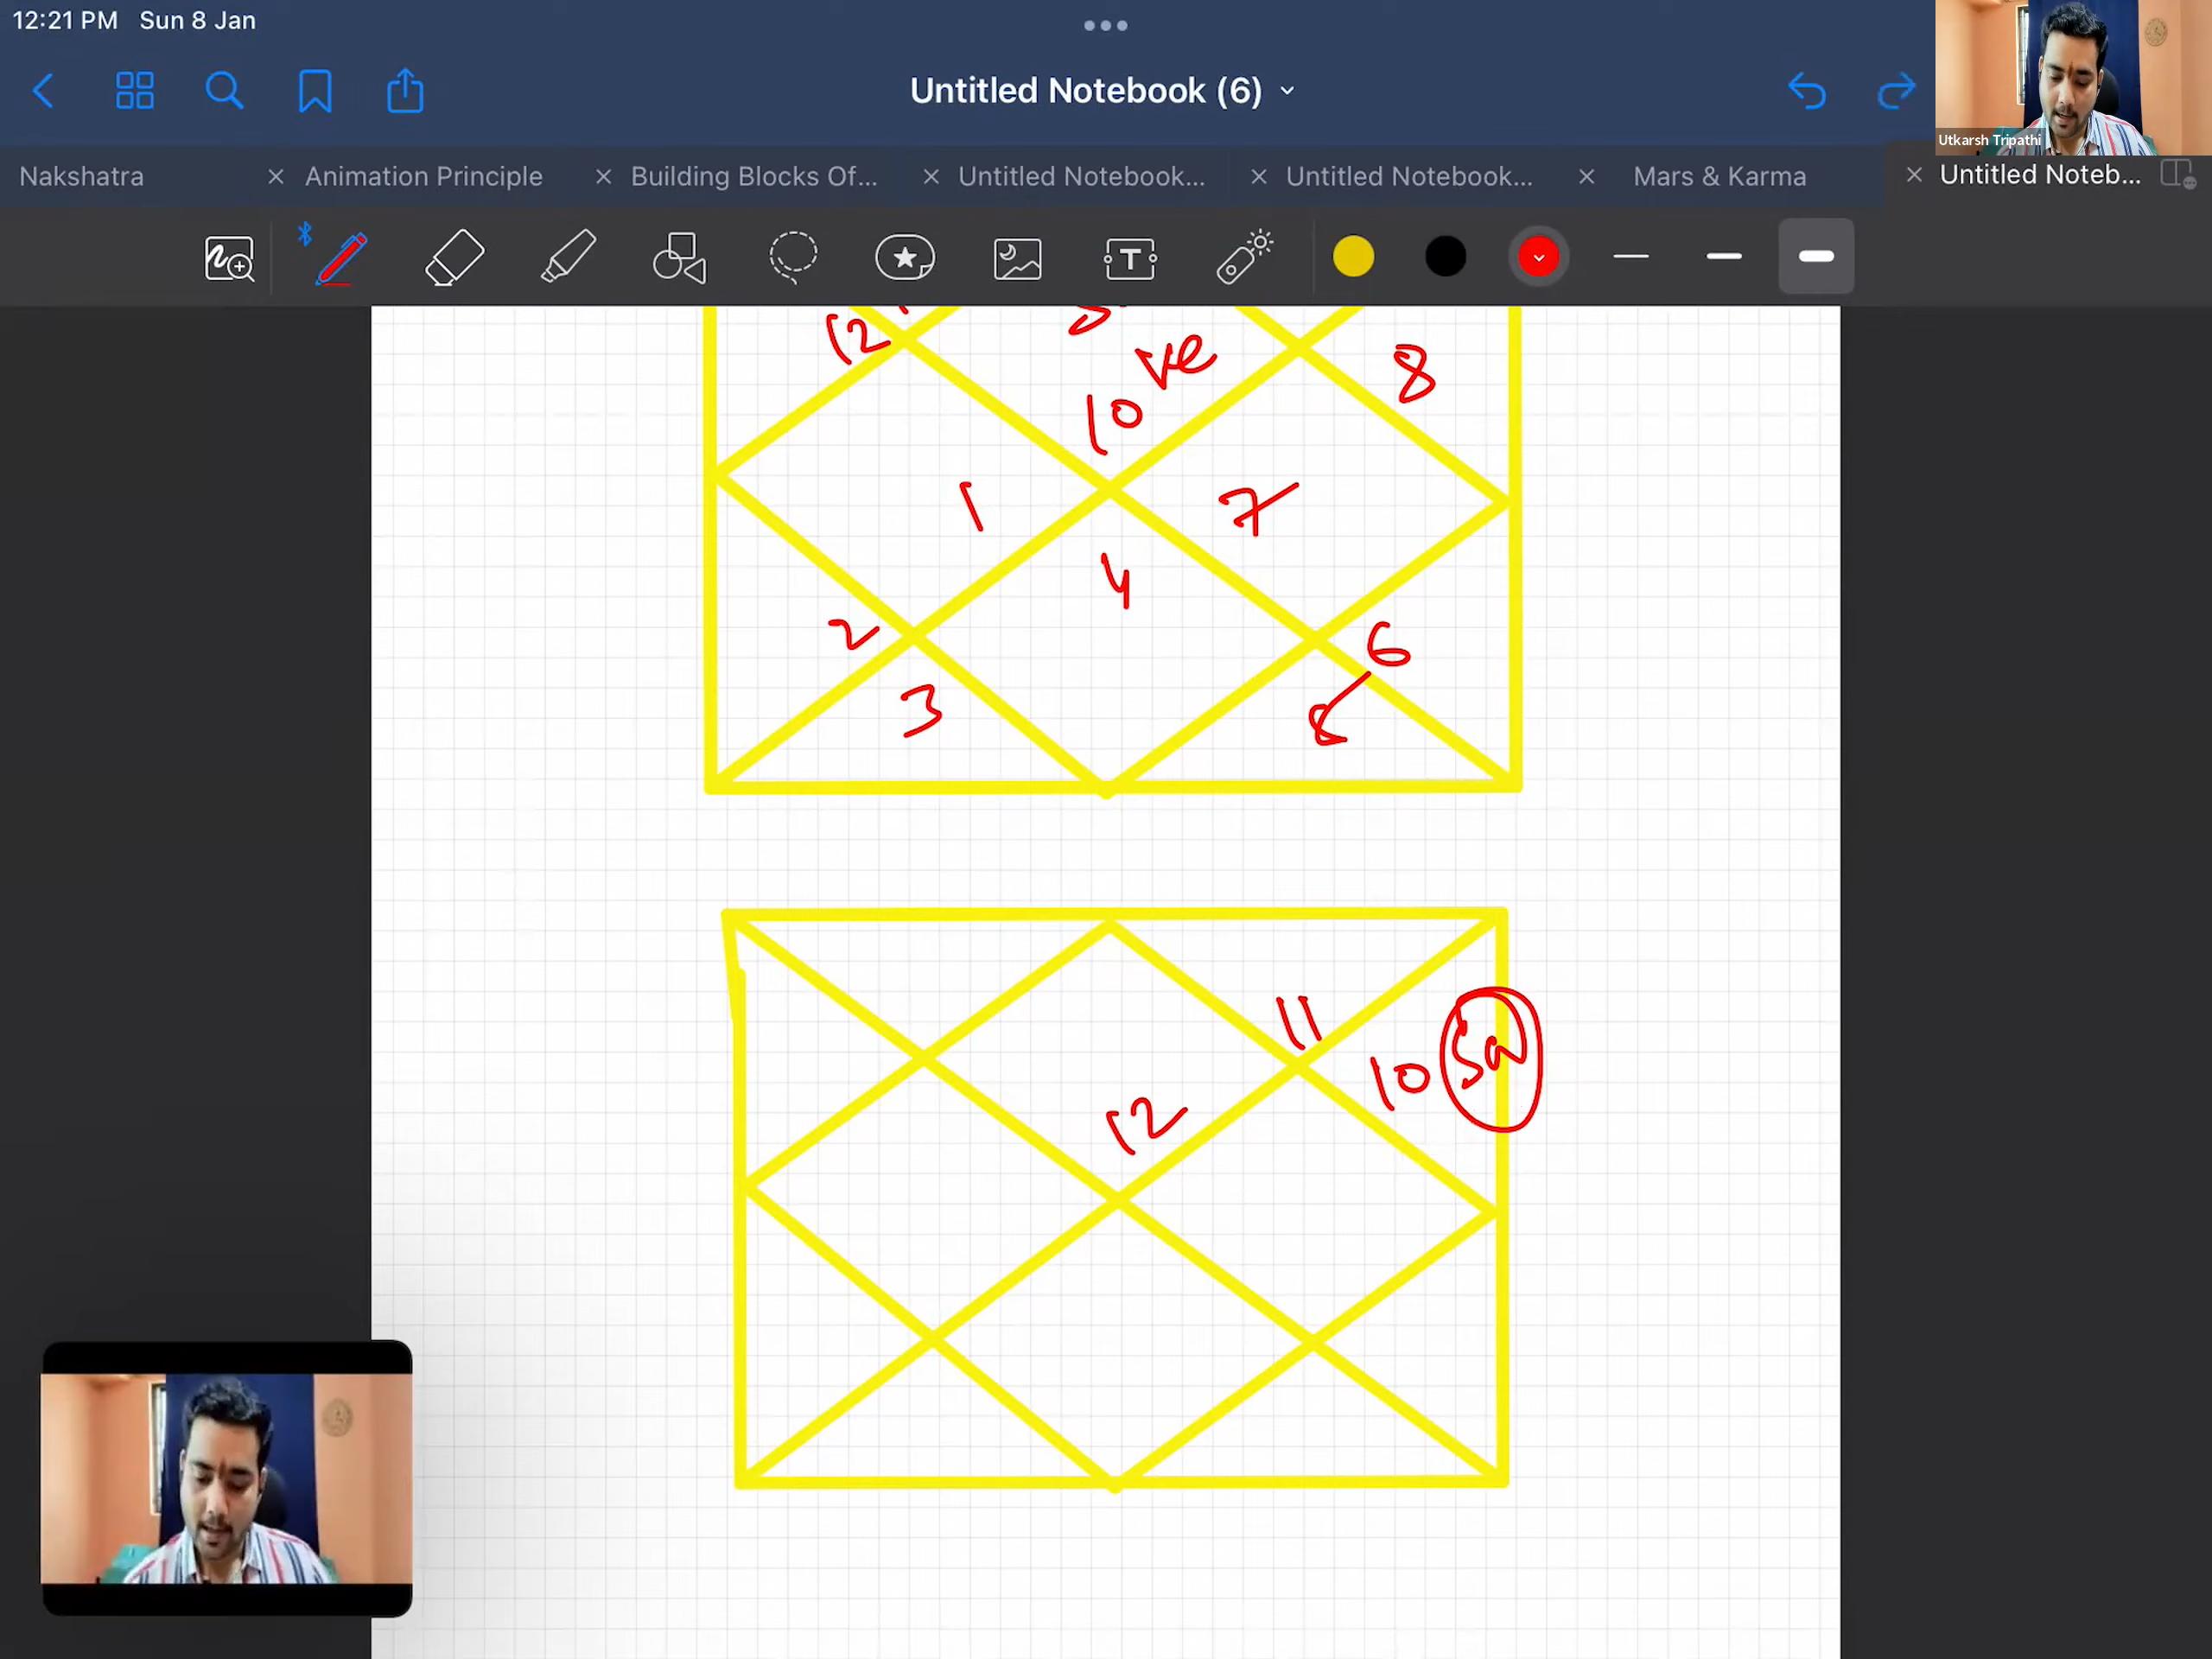 12:21 PM Sun 8 Jan
Untitled Notebook (6)
Utkarsh Tripathi
Nakshatra
Animation Principle
Building Blocks Of...
Untitled Notebook...
Untitled Notebook...
Mars & Karma
Untitled Noteb...
T
12
ve
8
10
1
7
4
2
6
3
11
10 Sa
12